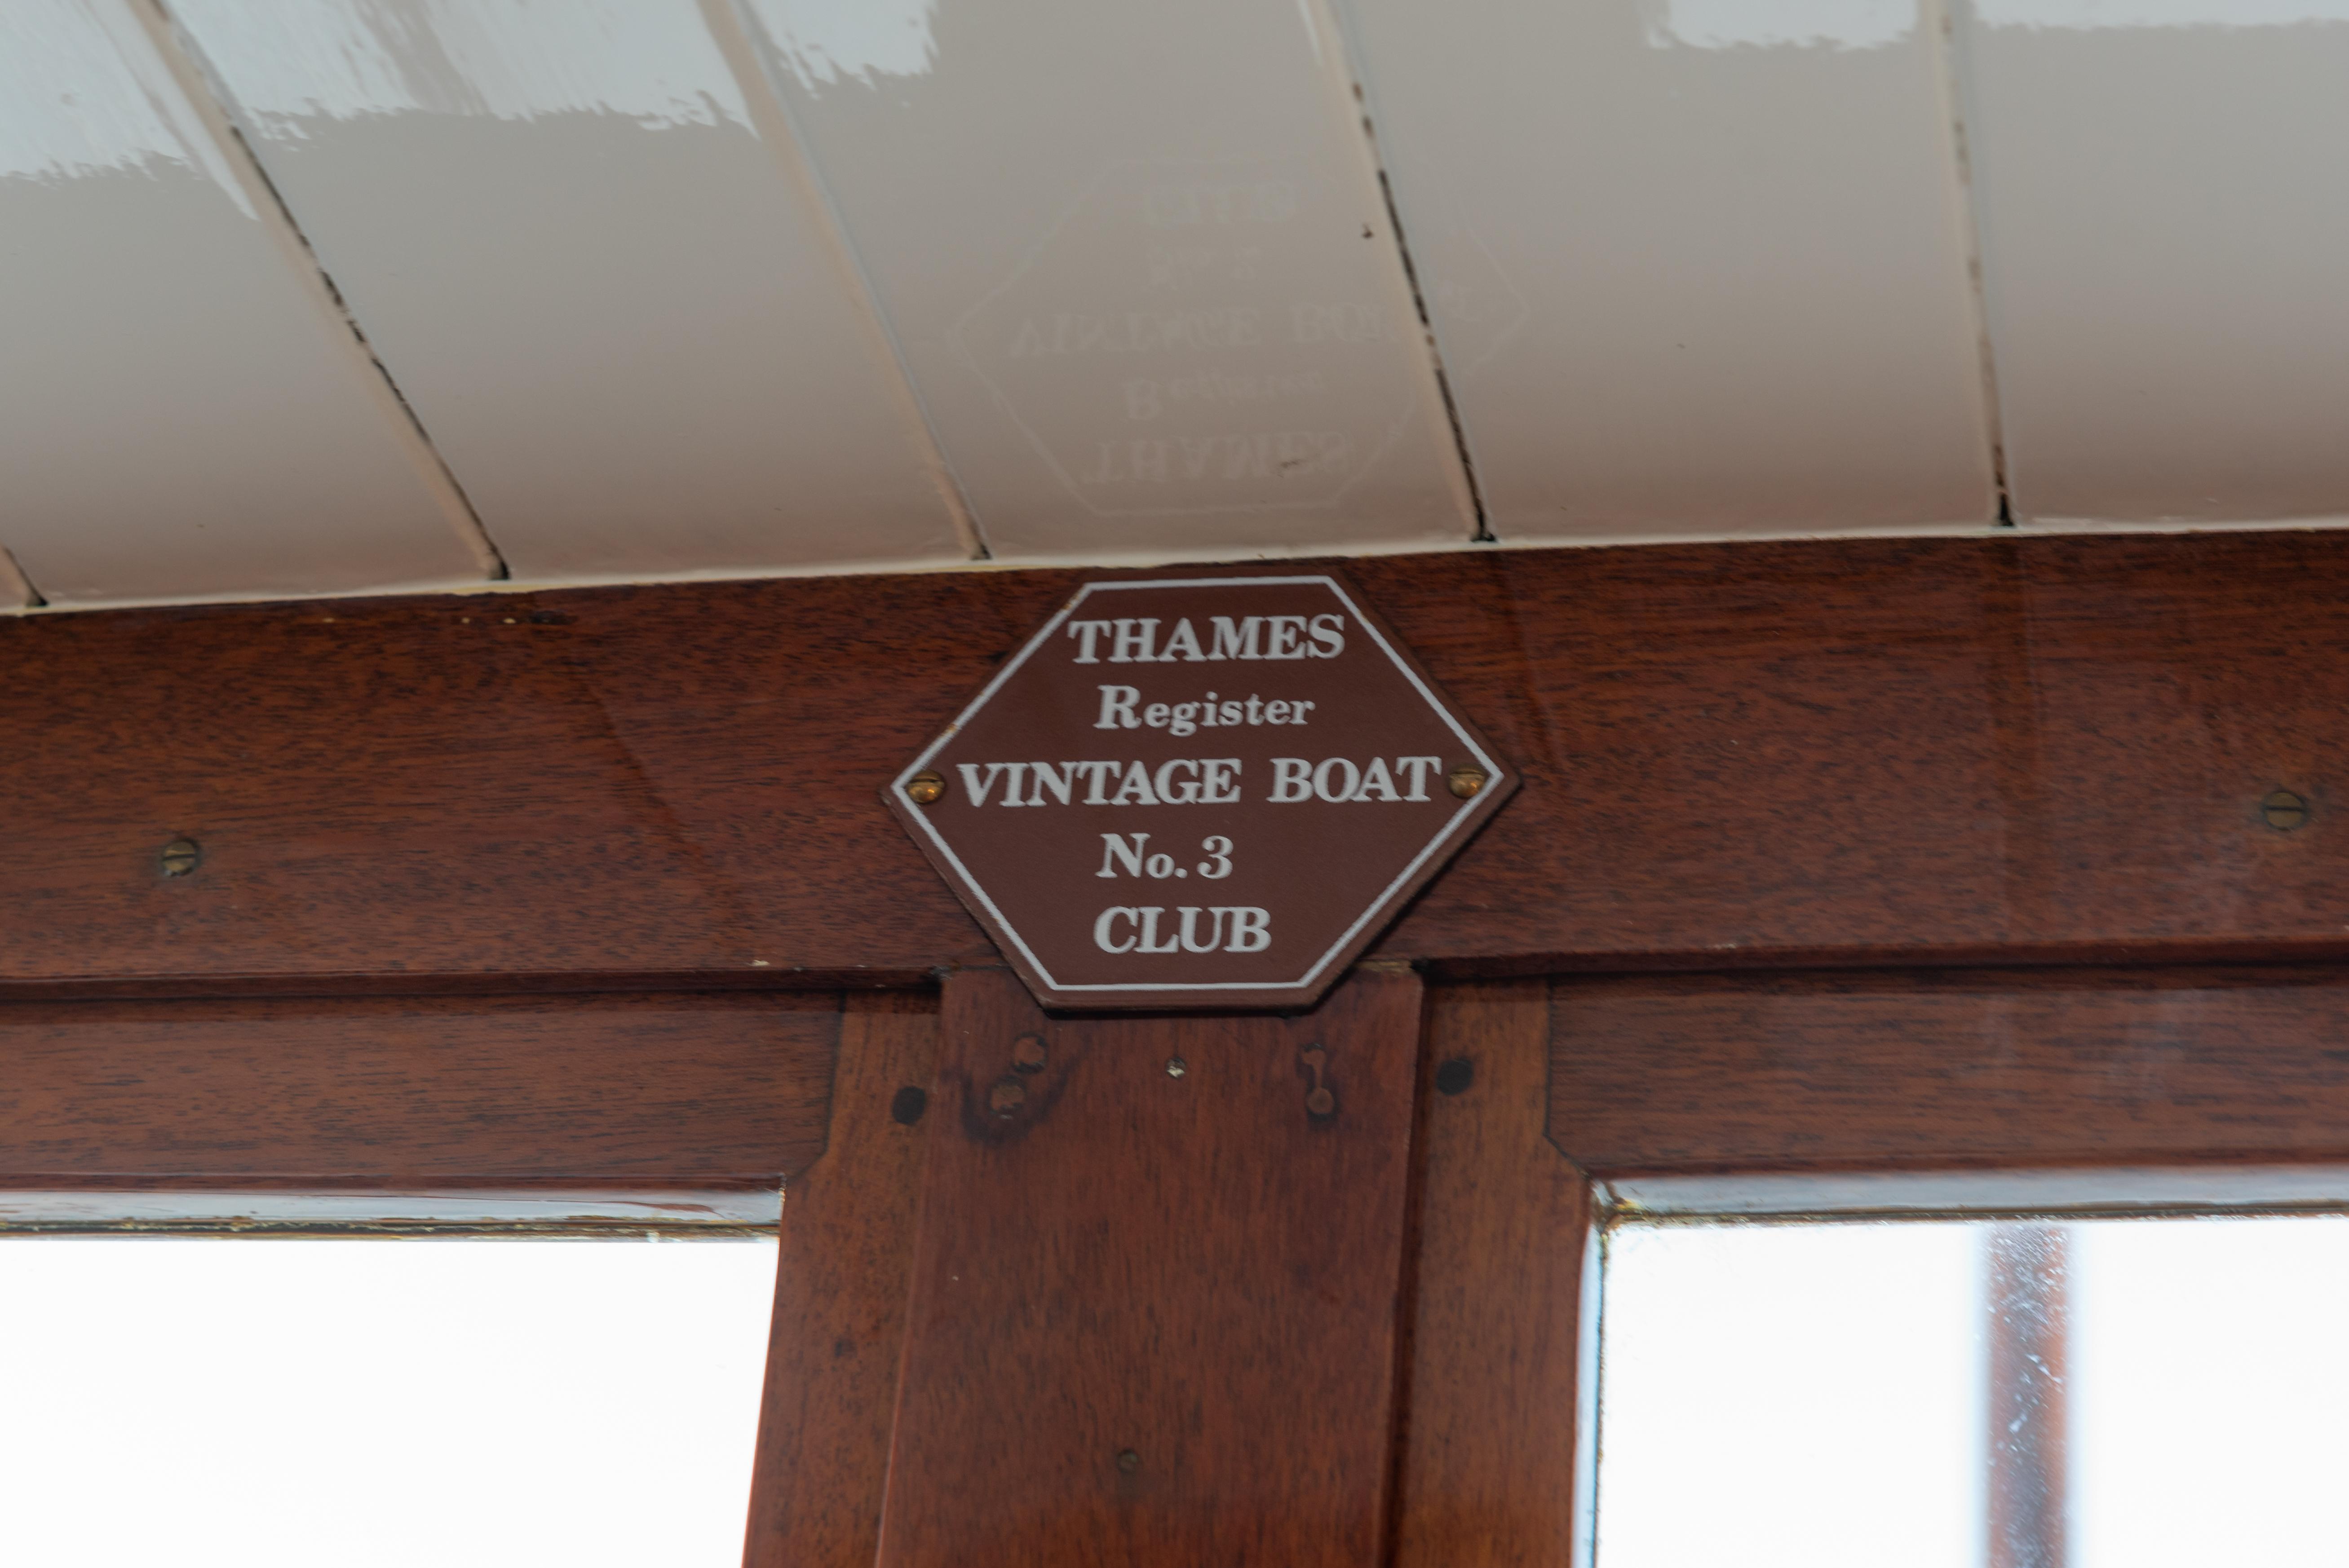 THAMES
Register
VINTAGE BOAT
No. 3
CLUB